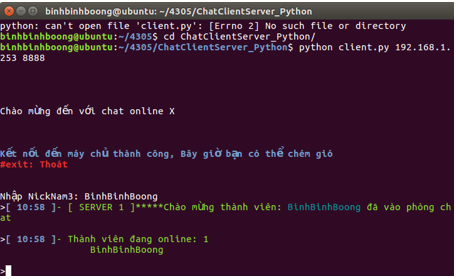 binhbinhboong@ubuntu: ~/4305/ChatClientServer_Python
python: can't open file 'client.py': [Errno 2] No such file or directory
binhbinhboong@ubuntu:~/4305$ cd ChatClientServer_Python/
binhbinhboong@ubuntu:~/4305/ChatClientServer_Python$ python client.py 192.168.1.
253 8888
Chào mừng đến với chat online X
Kết nối đến máy chủ thành công, Bây giờ bạn có thể chém gió
#exit: Thoát
Nhập NickNam3: BinhBinhBoong
>[ 10:58 ]- [ SERVER 1 ]*****Chào mừng thành viên: BinhBinhBoong đã vào phòng ch
at
>[ 10:58 ]- Thành viên đang online: 1
BinhBinhBoong
>